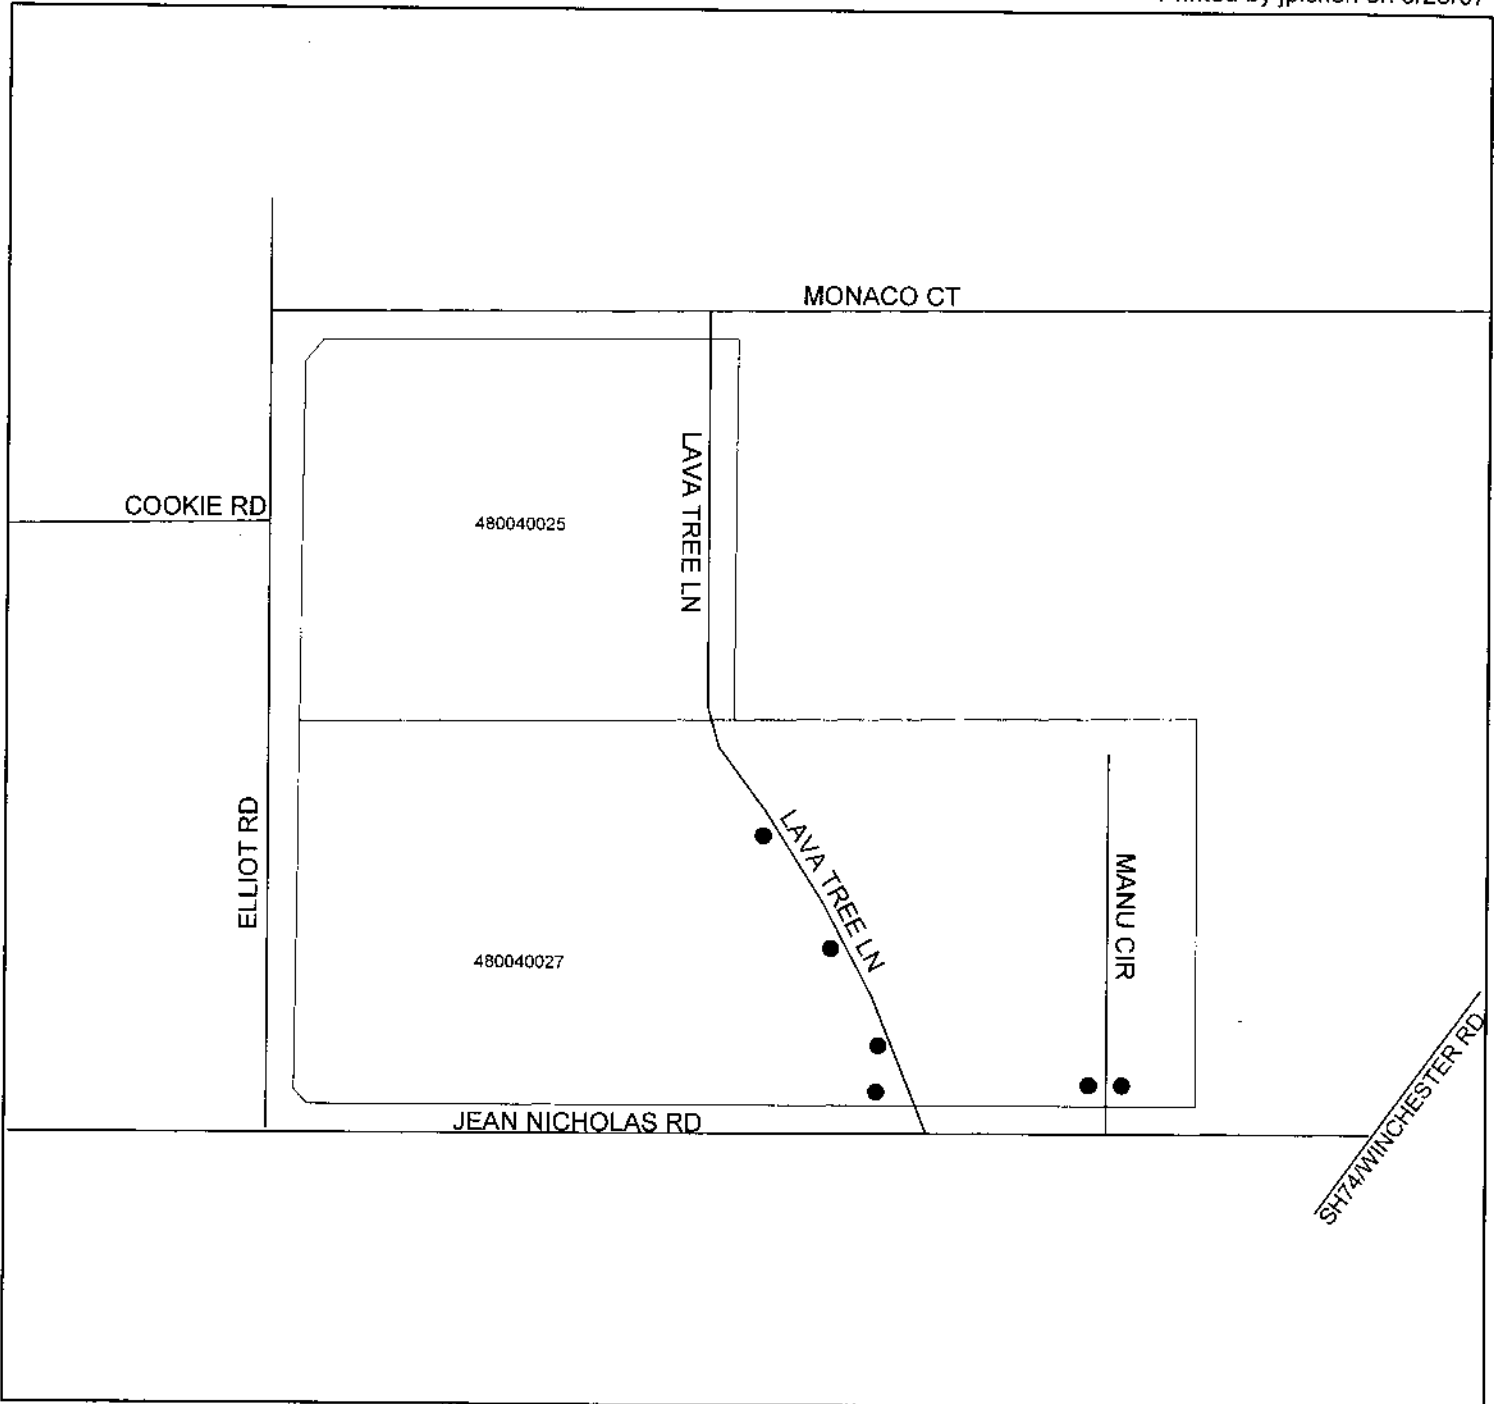 MONACO CT
LAVA TREE LN
COOKIE RD
480040025
ELLIOT RD
LAVA TREE LN
MANU CIR
480040027
SH74/WINCHESTER RD
JEAN NICHOLAS RD